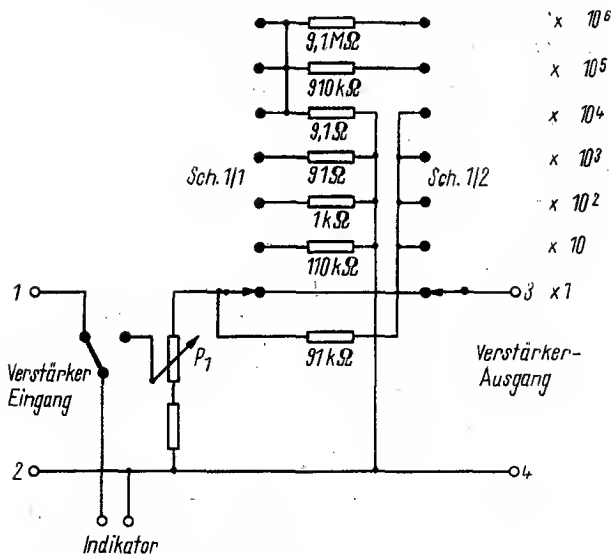 9,1MΩ
x 10⁶
910kΩ
x 10⁵
9,1Ω
x 10⁴
Sch. 1/1
91Ω
Sch. 1/2
x 10³
1kΩ
x 10²
110kΩ
x 10
1
3 x1
P₁
91kΩ
Verstärker
Eingang
Verstärker-
Ausgang
2
4
Indikator